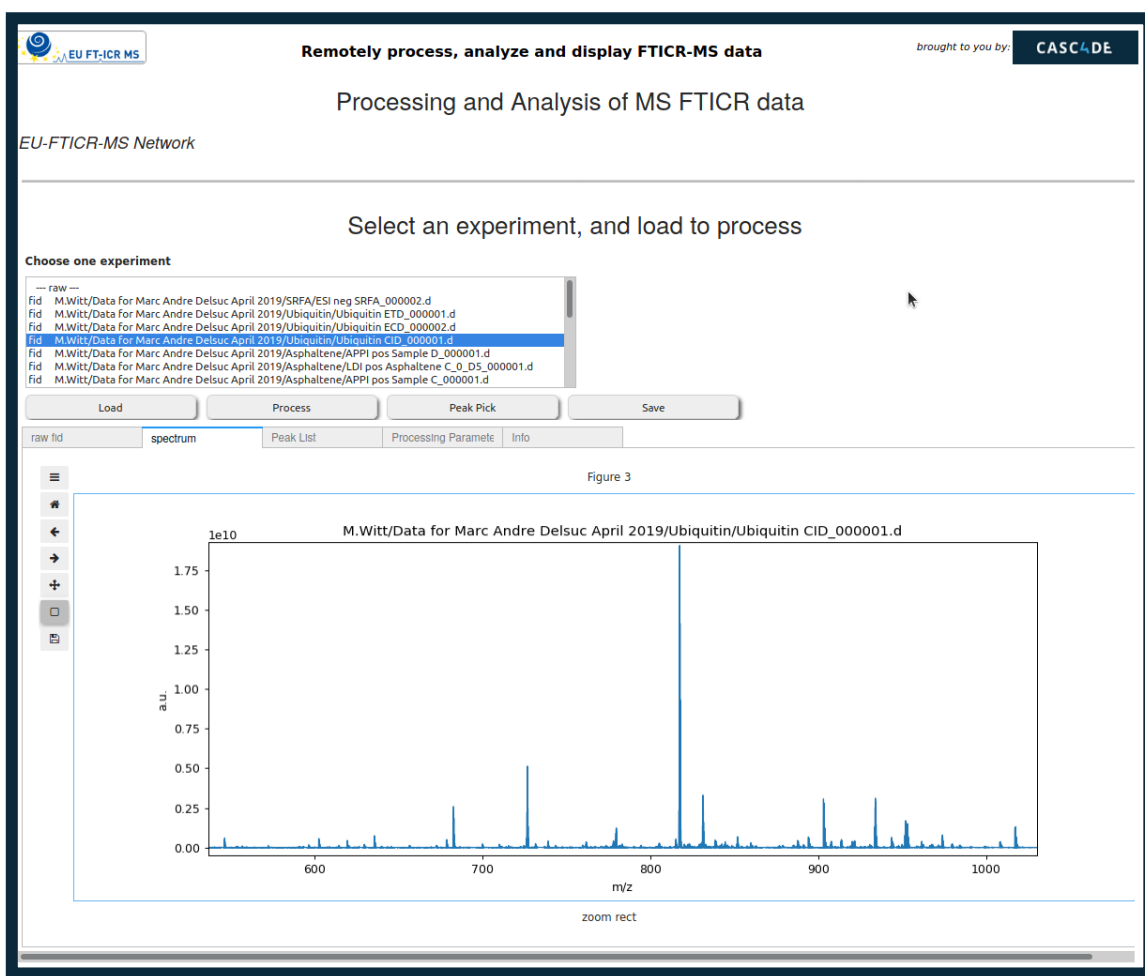 EU FT-ICR MS
Remotely process, analyze and display FTICR-MS data
brought to you by:
CASC4DE
Processing and Analysis of MS FTICR data
EU-FTICR-MS Network
Select an experiment, and load to process
Choose one experiment
--- raw ---
fid M.Witt/Data for Marc Andre Delsuc April 2019/SRFA/ESI neg SRFA_000002.d
fid M.Witt/Data for Marc Andre Delsuc April 2019/Ubiquitin/Ubiquitin ETD_000001.d
fid M.Witt/Data for Marc Andre Delsuc April 2019/Ubiquitin/Ubiquitin ECD_000002.d
fid M.Witt/Data for Marc Andre Delsuc April 2019/Ubiquitin/Ubiquitin CID_000001.d
fid M.Witt/Data for Marc Andre Delsuc April 2019/Asphaltene/APPI pos Sample D_000001.d
fid M.Witt/Data for Marc Andre Delsuc April 2019/Asphaltene/LDI pos Asphaltene C_0_D5_000001.d
fid M.Witt/Data for Marc Andre Delsuc April 2019/Asphaltene/APPI pos Sample C_000001.d
Load Process Peak Pick Save
raw fid spectrum Peak List Processing Paramete Info
Figure 3
M.Witt/Data for Marc Andre Delsuc April 2019/Ubiquitin/Ubiquitin CID_000001.d
1e10
1.75
1.50
1.25
1.00
0.75
0.50
0.25
0.00
a.u.
600 700 800 900 1000
m/z
zoom rect